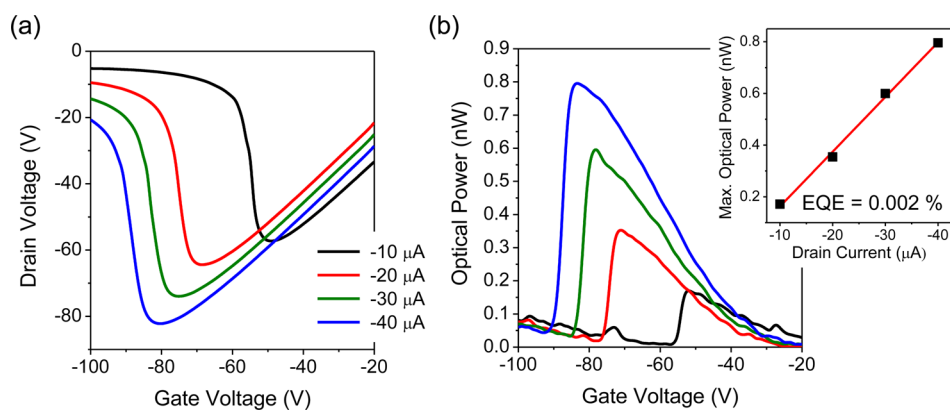 (a)
0
-20
-40
-60
-80
Drain Voltage (V)
-100 -80 -60 -40 -20
Gate Voltage (V)
-10 μA
-20 μA
-30 μA
-40 μA
(b)
0.9
0.8
0.7
0.6
0.5
0.4
0.3
0.2
0.1
0.0
Optical Power (nW)
-100 -80 -60 -40 -20
Gate Voltage (V)
0.8
0.6
0.4
0.2
Max. Optical Power (nW)
EQE = 0.002 %
-10 -20 -30 -40
Drain Current (μA)